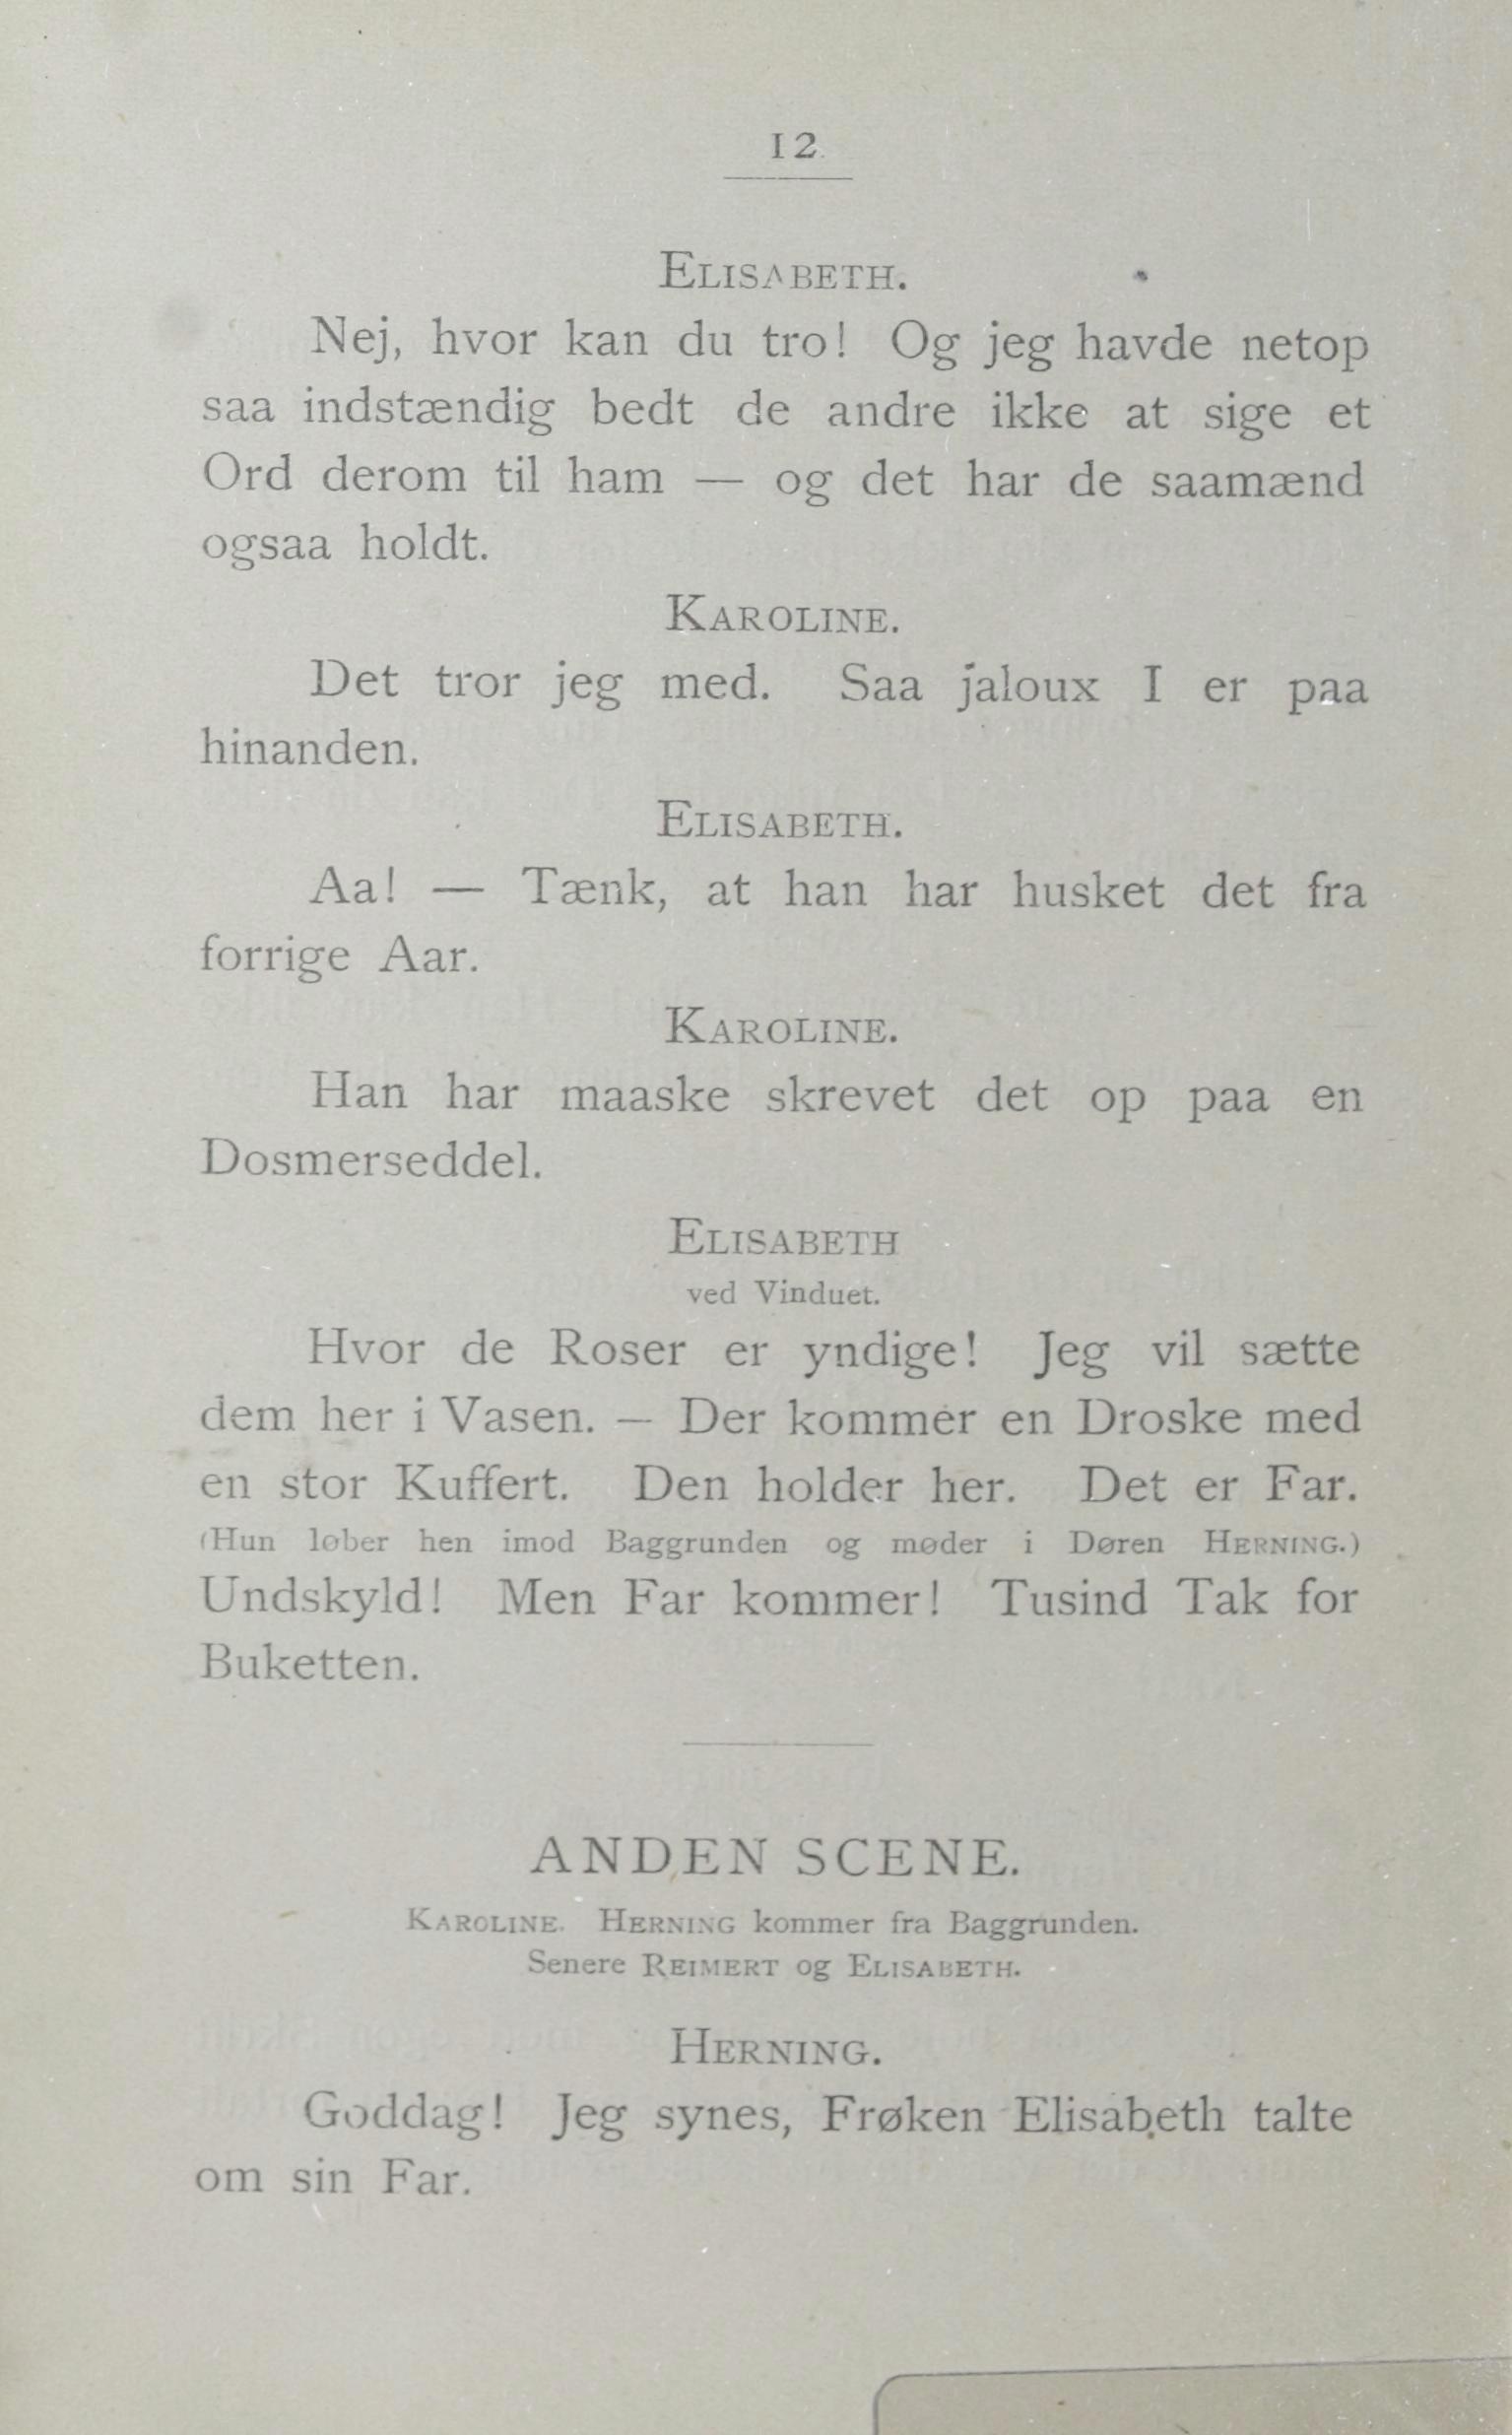 12
ELISABETH.
Nej, hvor kan du tro! Og jeg havde netop
saa indstændig bedt de andre ikke at sige et
Ord derom til ham — og det har de saamænd
ogsaa holdt.
KAROLINE.
Det tror jeg med. Saa jaloux I er paa
hinanden.
ELISABETH.
Aa! — Tænk, at han har husket det fra
forrige Aar.
KAROLINE.
Han har maaske skrevet det op paa en
Dosmerseddel.
ELISABETH
ved Vinduet.
Hvor de Roser er yndige! Jeg vil sætte
dem her i Vasen. — Der kommer en Droske med
en stor Kuffert. Den holder her. Det er Far.
(Hun løber hen imod Baggrunden og møder i Døren HERNING.)
Undskyld! Men Far kommer! Tusind Tak for
Buketten.
ANDEN SCENE.
KAROLINE. HERNING kommer fra Baggrunden.
Senere REIMERT og ELISABETH.
HERNING.
Goddag! Jeg synes, Frøken Elisabeth talte
om sin Far.